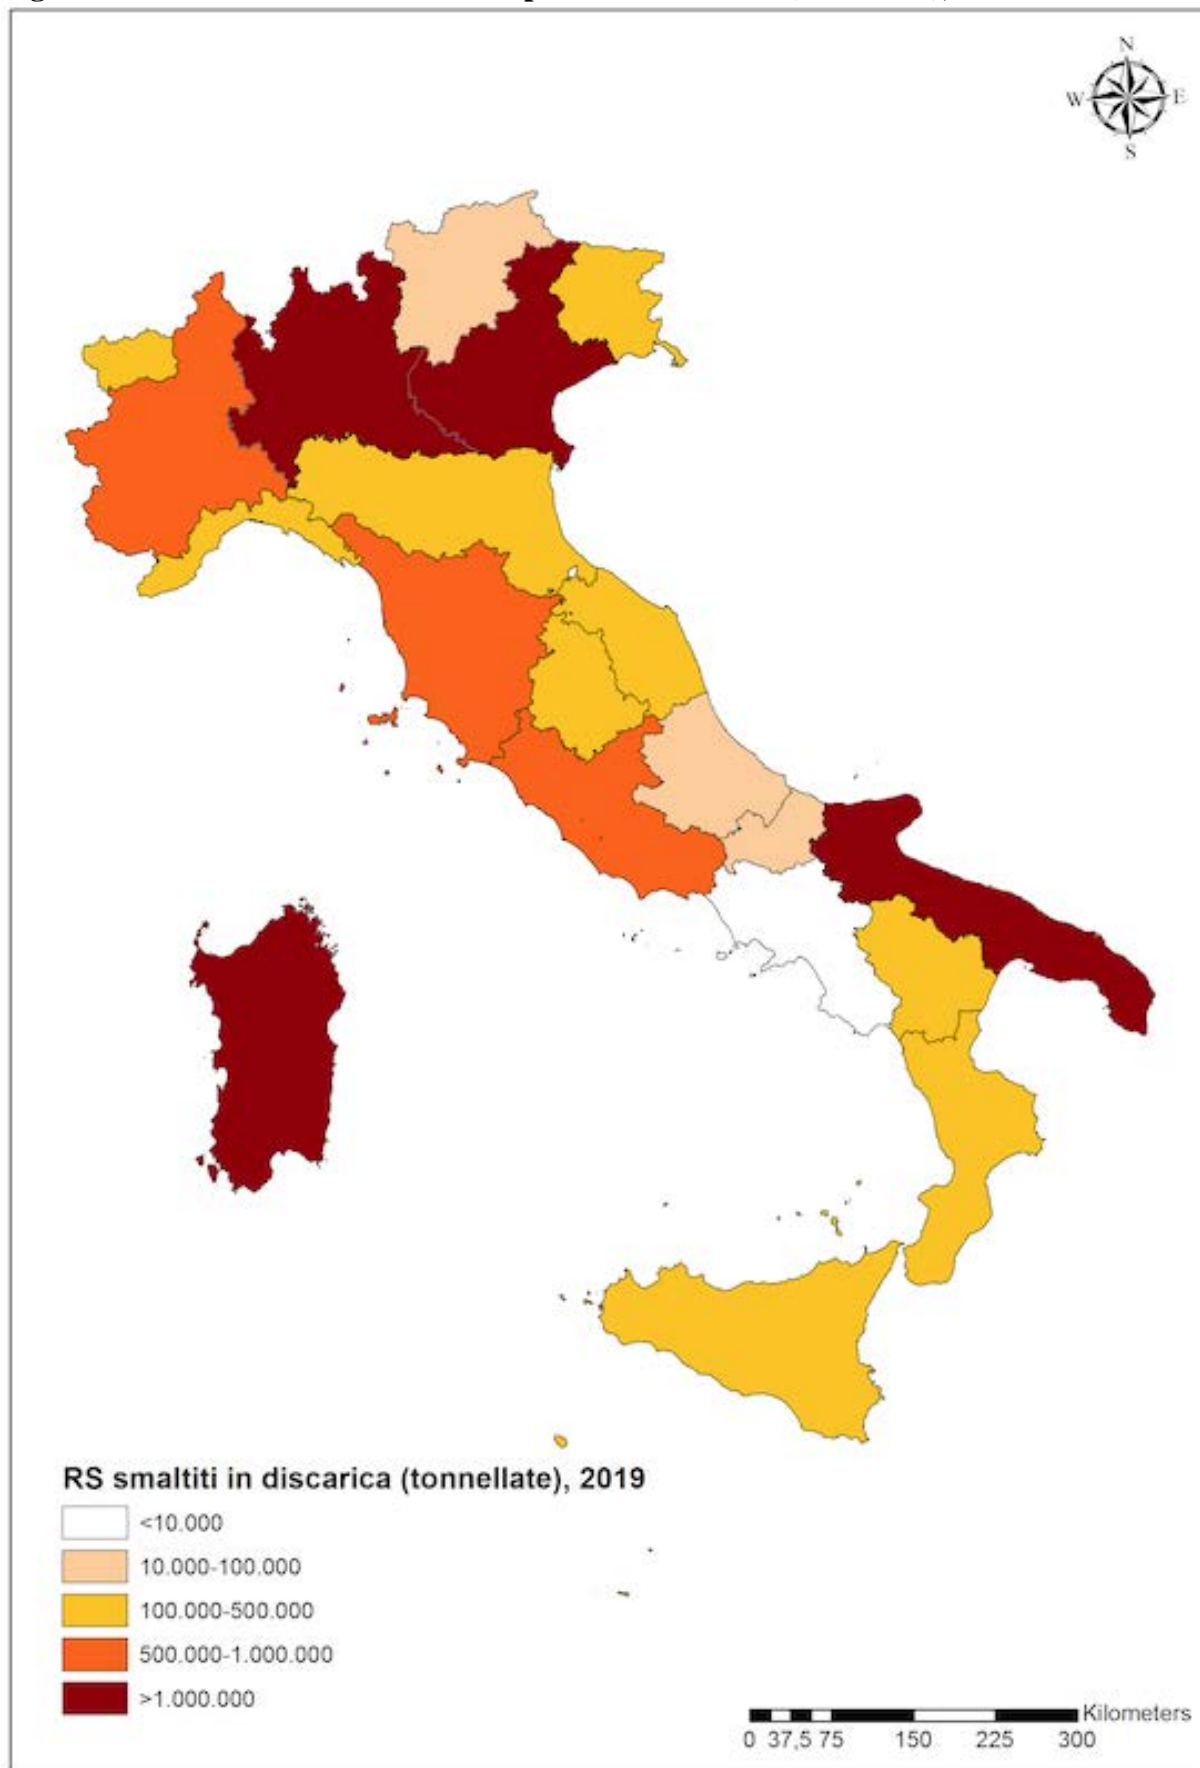 N
W E
S
RS smaltiti in discarica (tonnellate), 2019
<10.000
10.000-100.000
100.000-500.000
500.000-1.000.000
>1.000.000
Kilometers
0 37,5 75 150 225 300